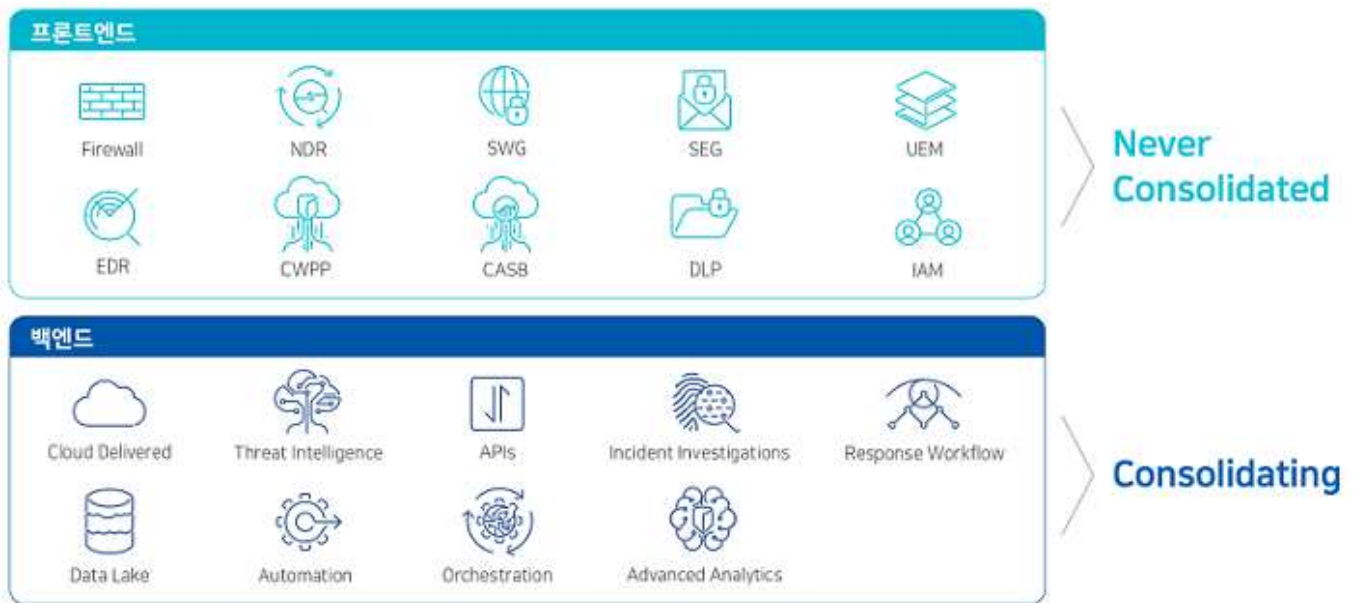 프론트엔드
Firewall
NDR
SWG
SEG
UEM
EDR
CWPP
CASB
DLP
IAM
Never
Consolidated
백엔드
Cloud Delivered
Threat Intelligence
APIs
Incident Investigations
Response Workflow
Data Lake
Automation
Orchestration
Advanced Analytics
Consolidating